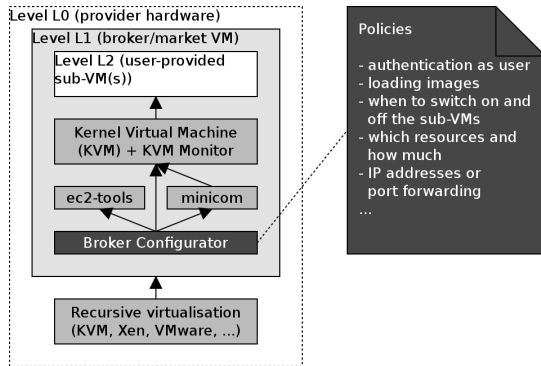 Level L0 (provider hardware)
Level L1 (broker/market VM)
Level L2 (user-provided
sub-VM(s))
Kernel Virtual Machine
(KVM) + KVM Monitor
ec2-tools
minicom
Broker Configurator
Recursive virtualisation
(KVM, Xen, VMware, ...)
Policies
- authentication as user
- loading images
- when to switch on and
off the sub-VMs
- which resources and
how much
- IP addresses or
port forwarding
...